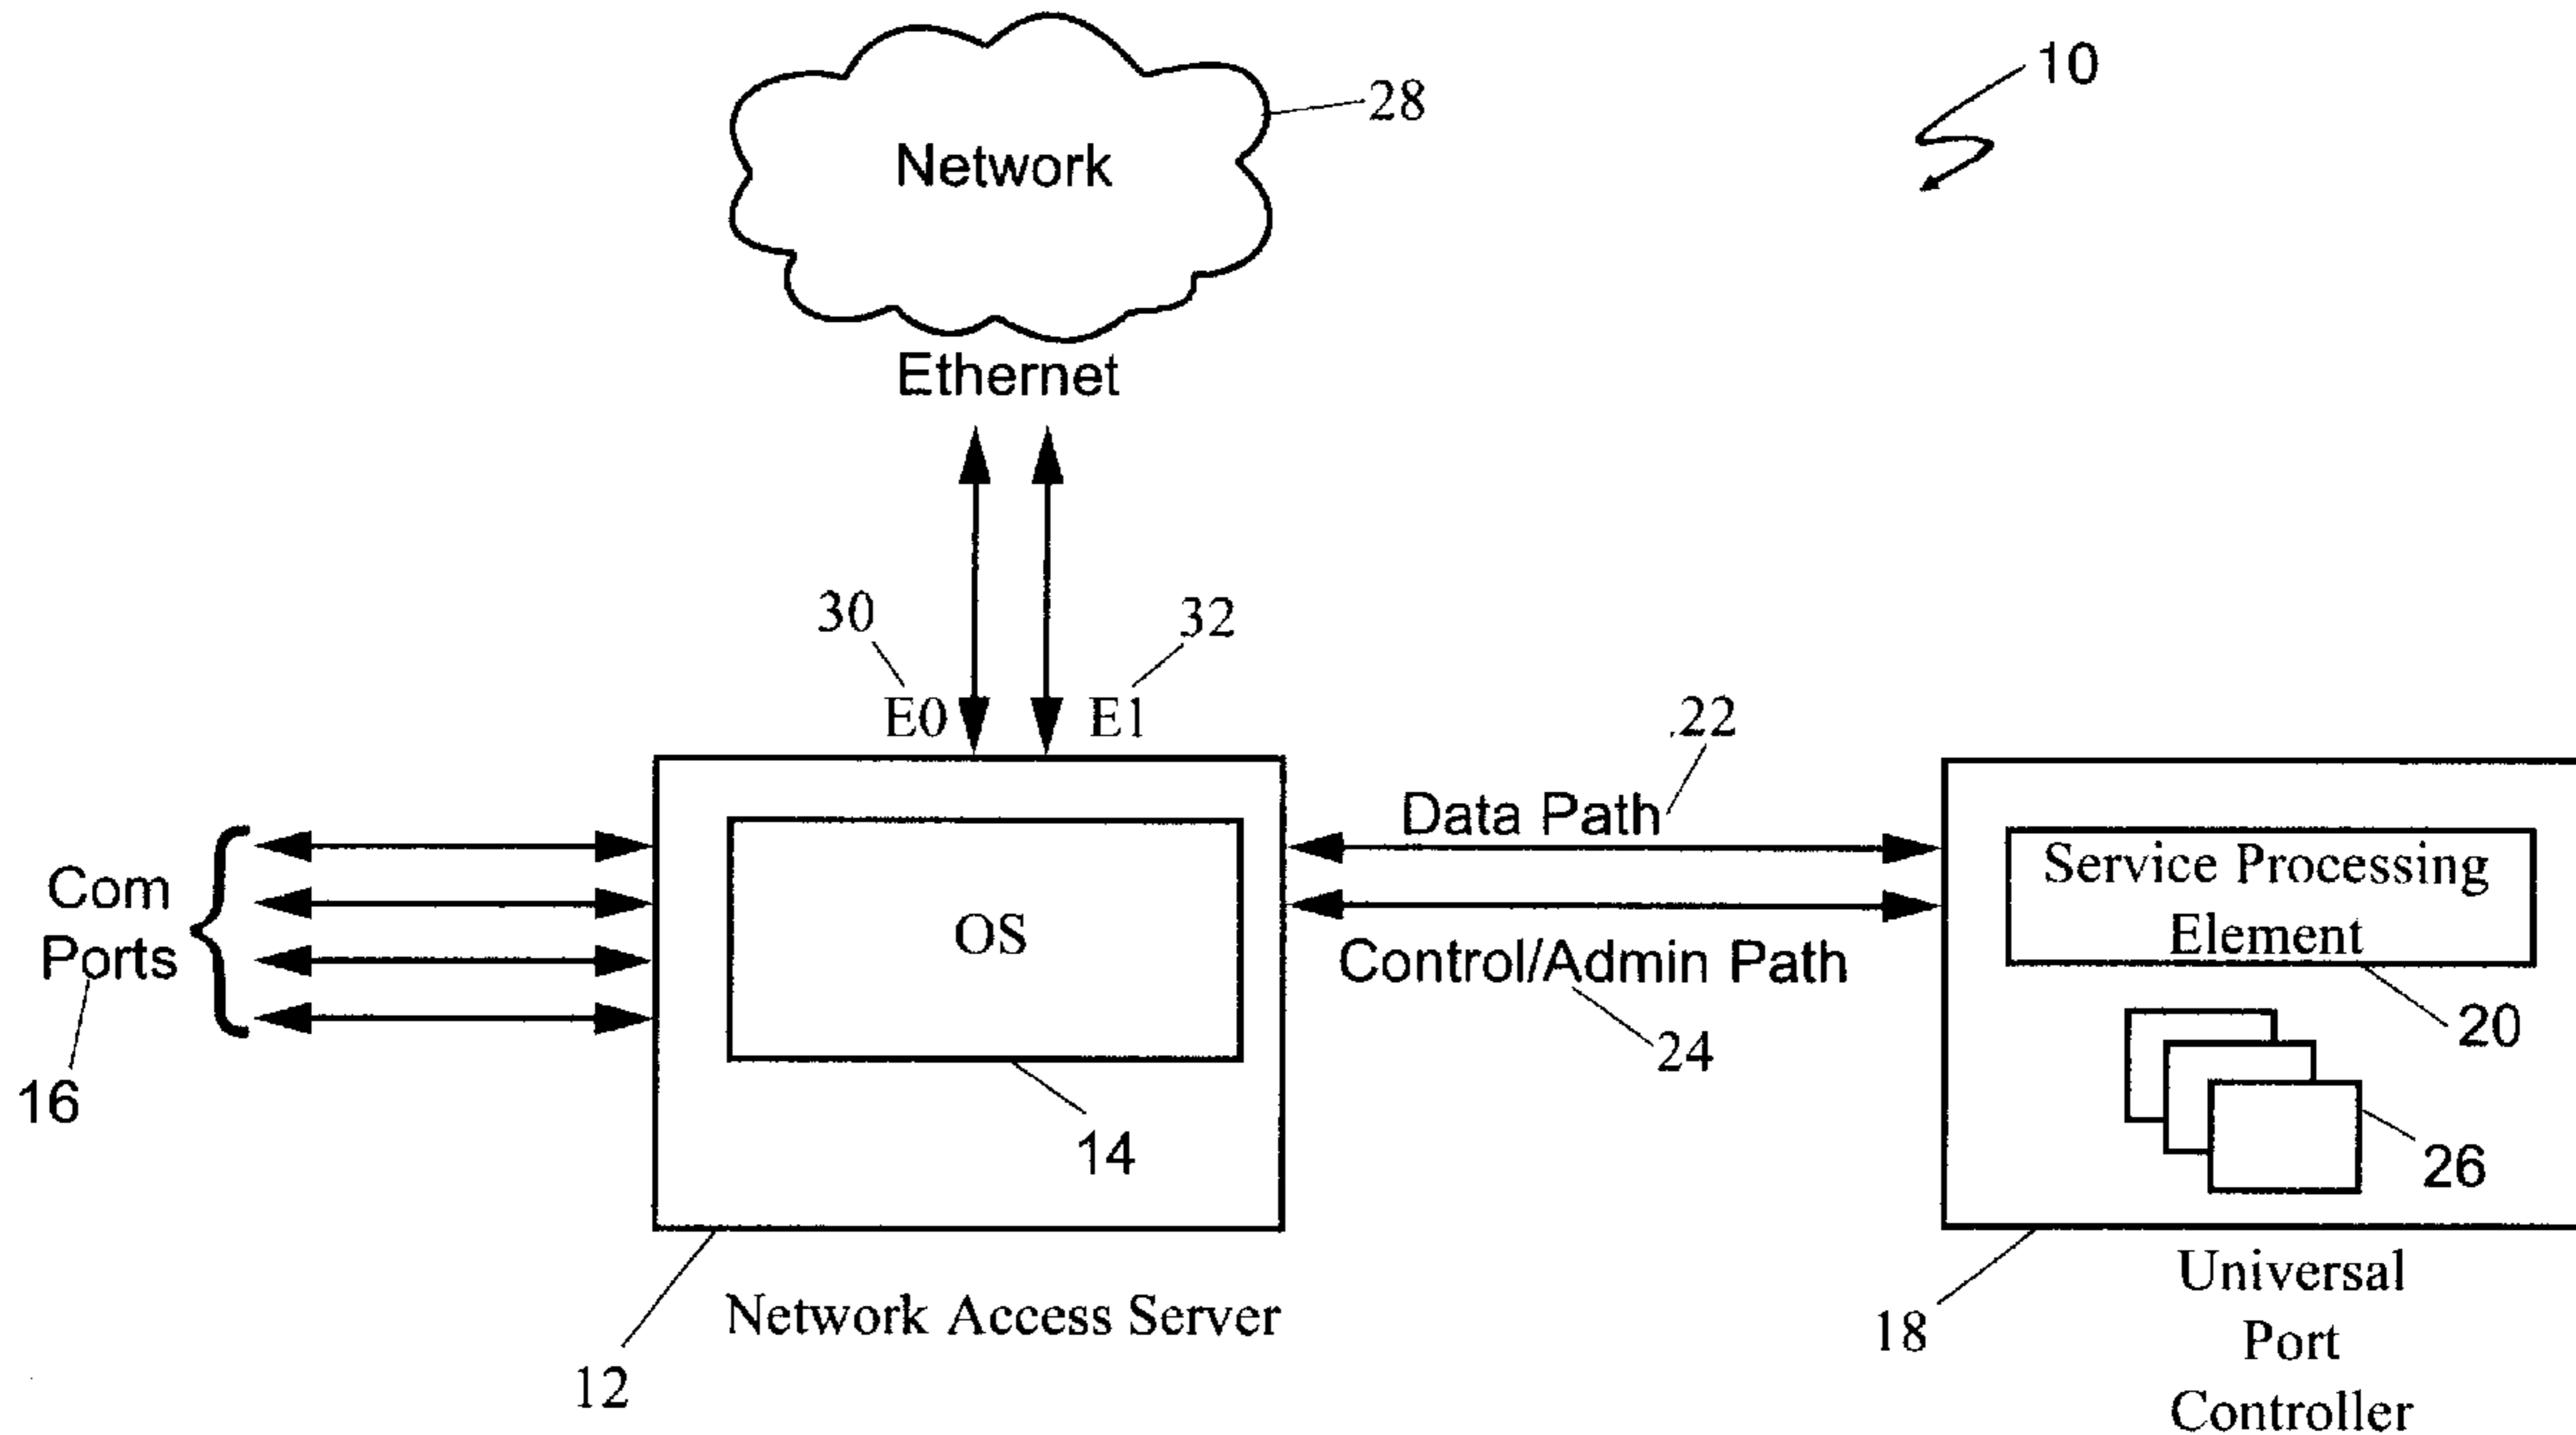 10
28
Network
Ethernet
30
32
E0
E1
22
Data Path
Com
Ports
16
OS
14
Control/Admin Path
24
Service Processing
Element
20
26
Network Access Server
12
18
Universal
Port
Controller